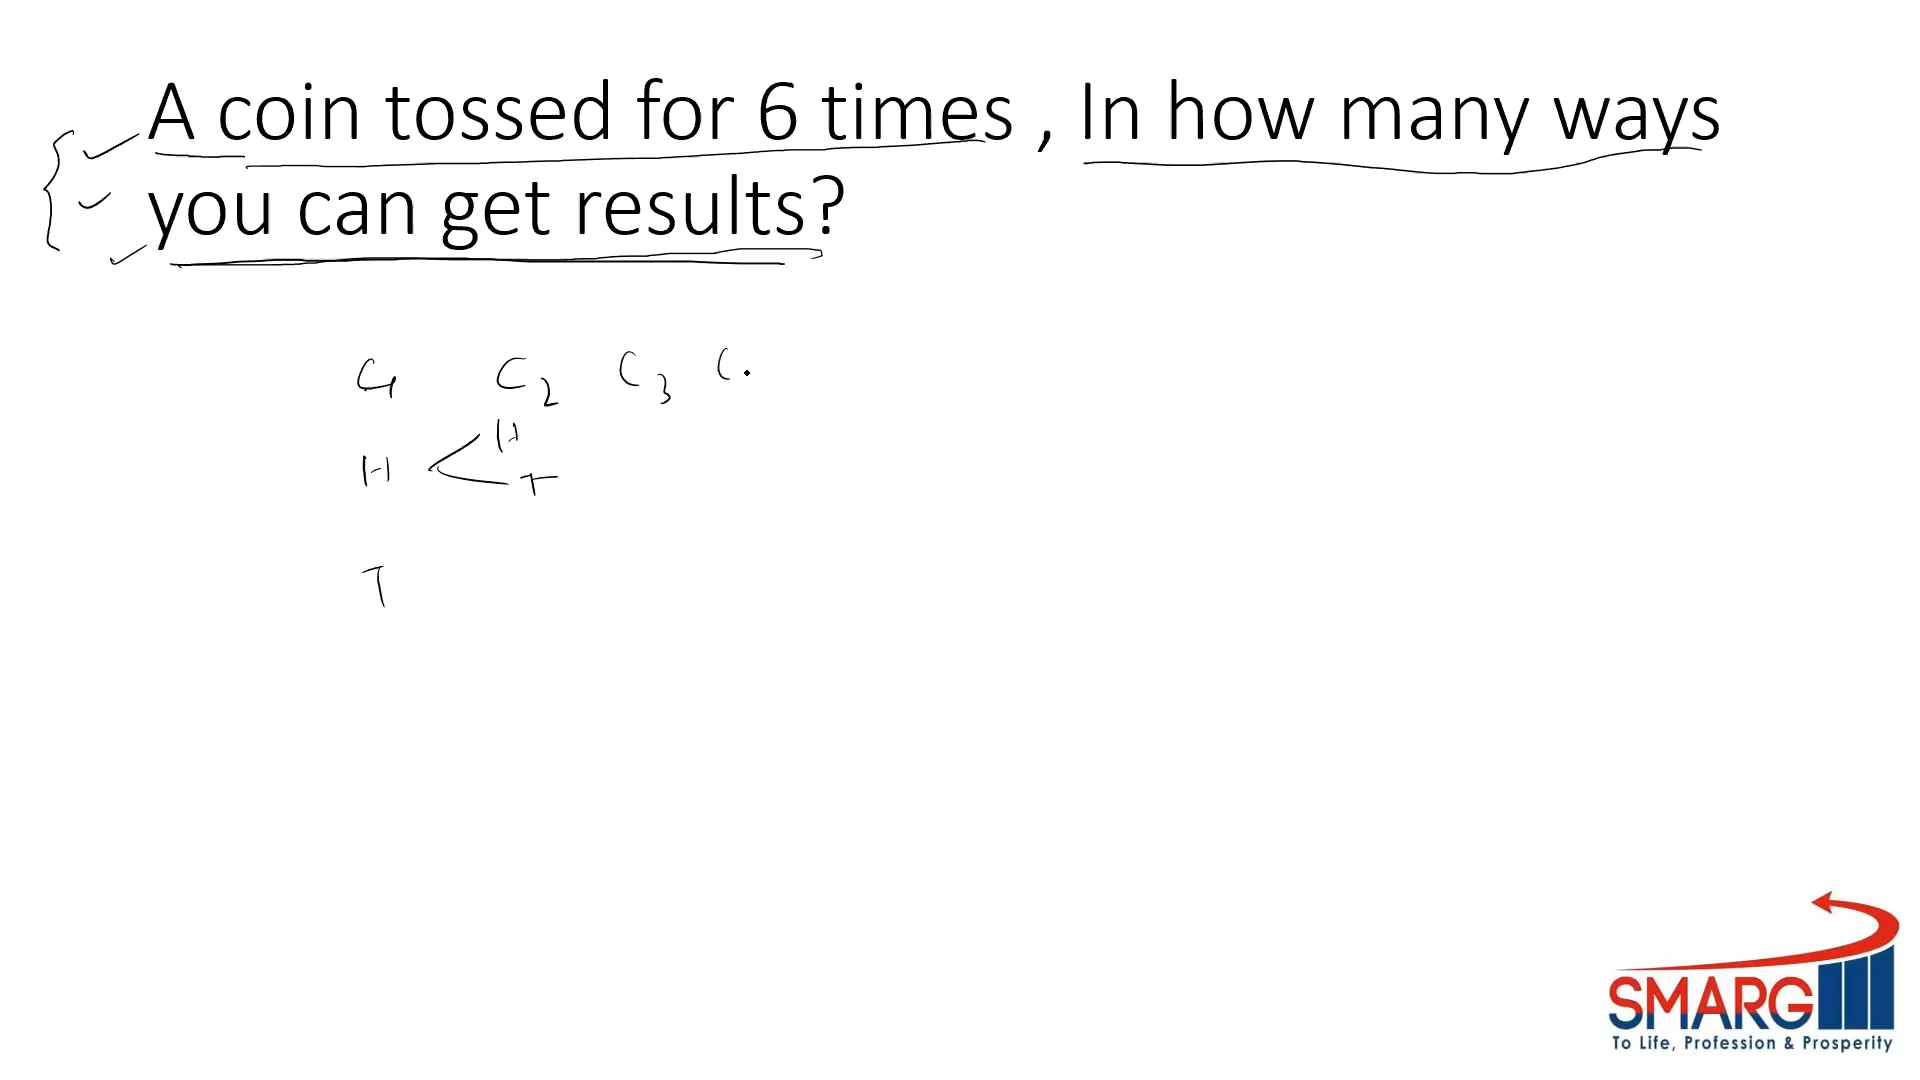 A coin tossed for 6 times , In how many ways
you can get results?
C1 C2 C3 C
H
H
T
T
SMARG
To Life, Profession & Prosperity